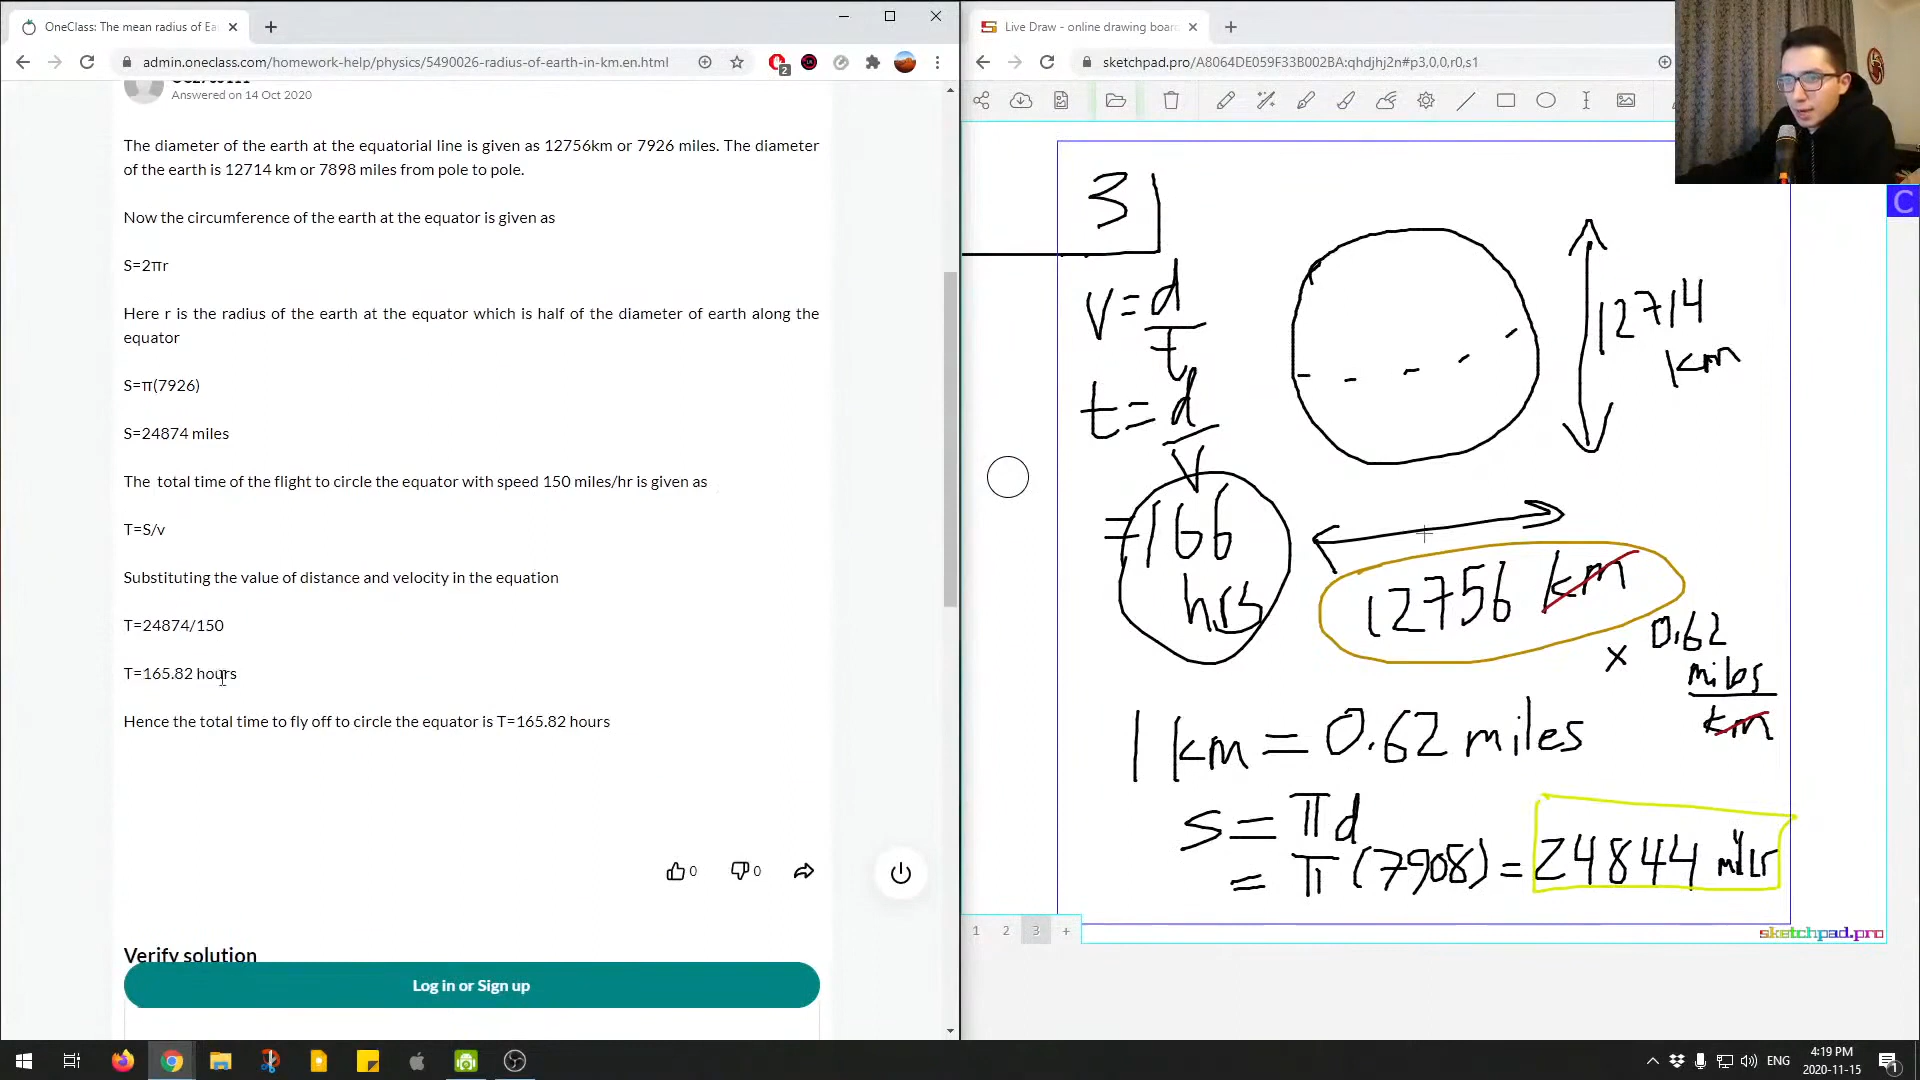 OneClass: The mean radius of Ea
Live Draw - online drawing board
admin.oneclass.com/homework-help/physics/5490026-radius-of-earth-in-km.en.html
sketchpad.pro/A8064DE059F33B002BA:qhdjhj2n#p3,0,0,r0,s1
2
Answered on 14 Oct 2020
The diameter of the earth at the equatorial line is given as 12756km or 7926 miles. The diameter
of the earth is 12714 km or 7898 miles from pole to pole.
Now the circumference of the earth at the equator is given as
S=2πr
Here r is the radius of the earth at the equator which is half of the diameter of earth along the
equator
S=π(7926)
S=24874 miles
The total time of the flight to circle the equator with speed 150 miles/hr is given as
T=S/v
Substituting the value of distance and velocity in the equation
T=24874/150
T=165.82 hours
Hence the total time to fly off to circle the equator is T=165.82 hours
0
0
Verify solution
Log in or Sign up
C
3
v = d
t
t = d
v
= 166
hrs
12714
km
12756 km
x 0.62
miles
km
1 km = 0.62 miles
s = π d
= π (7908) = 24844 miles
1 2 3 +
sketchpad.pro
ENG
4:19 PM
2020-11-15
1